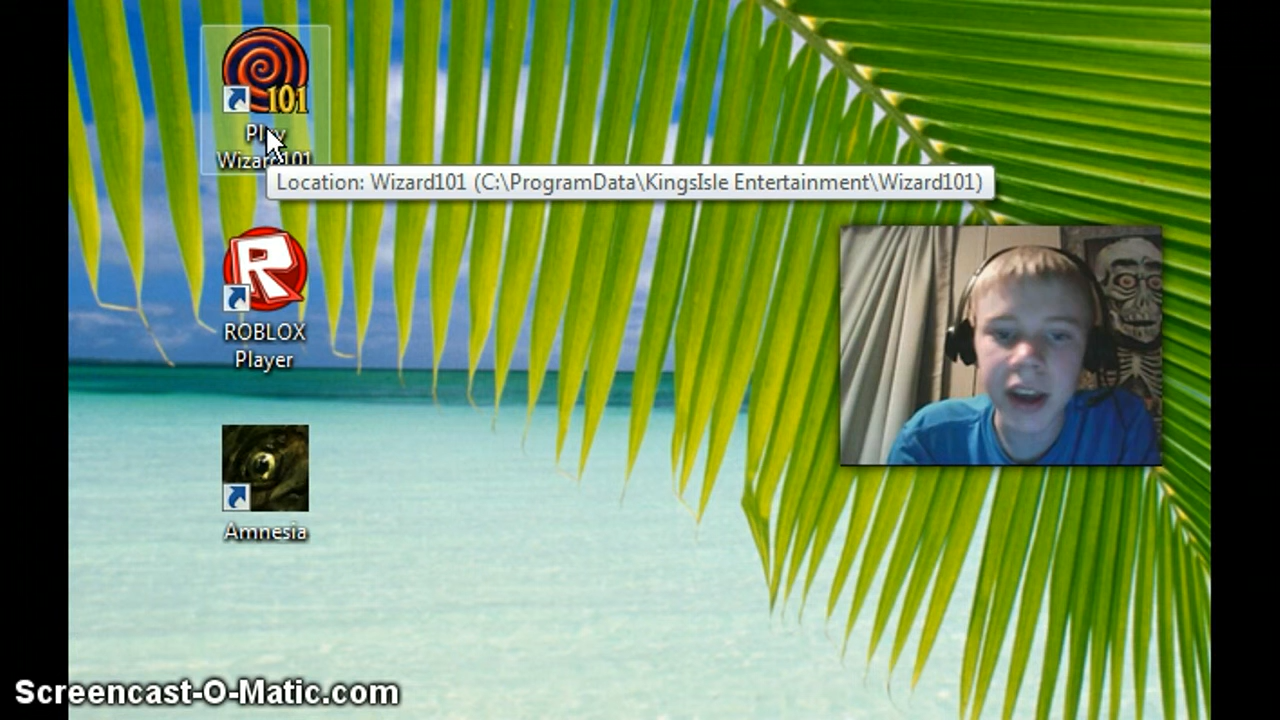 101
Play
Wizard101
Location: Wizard101 (C:\ProgramData\KingsIsle Entertainment\Wizard101)
R
ROBLOX
Player
Amnesia
Screencast-O-Matic.com